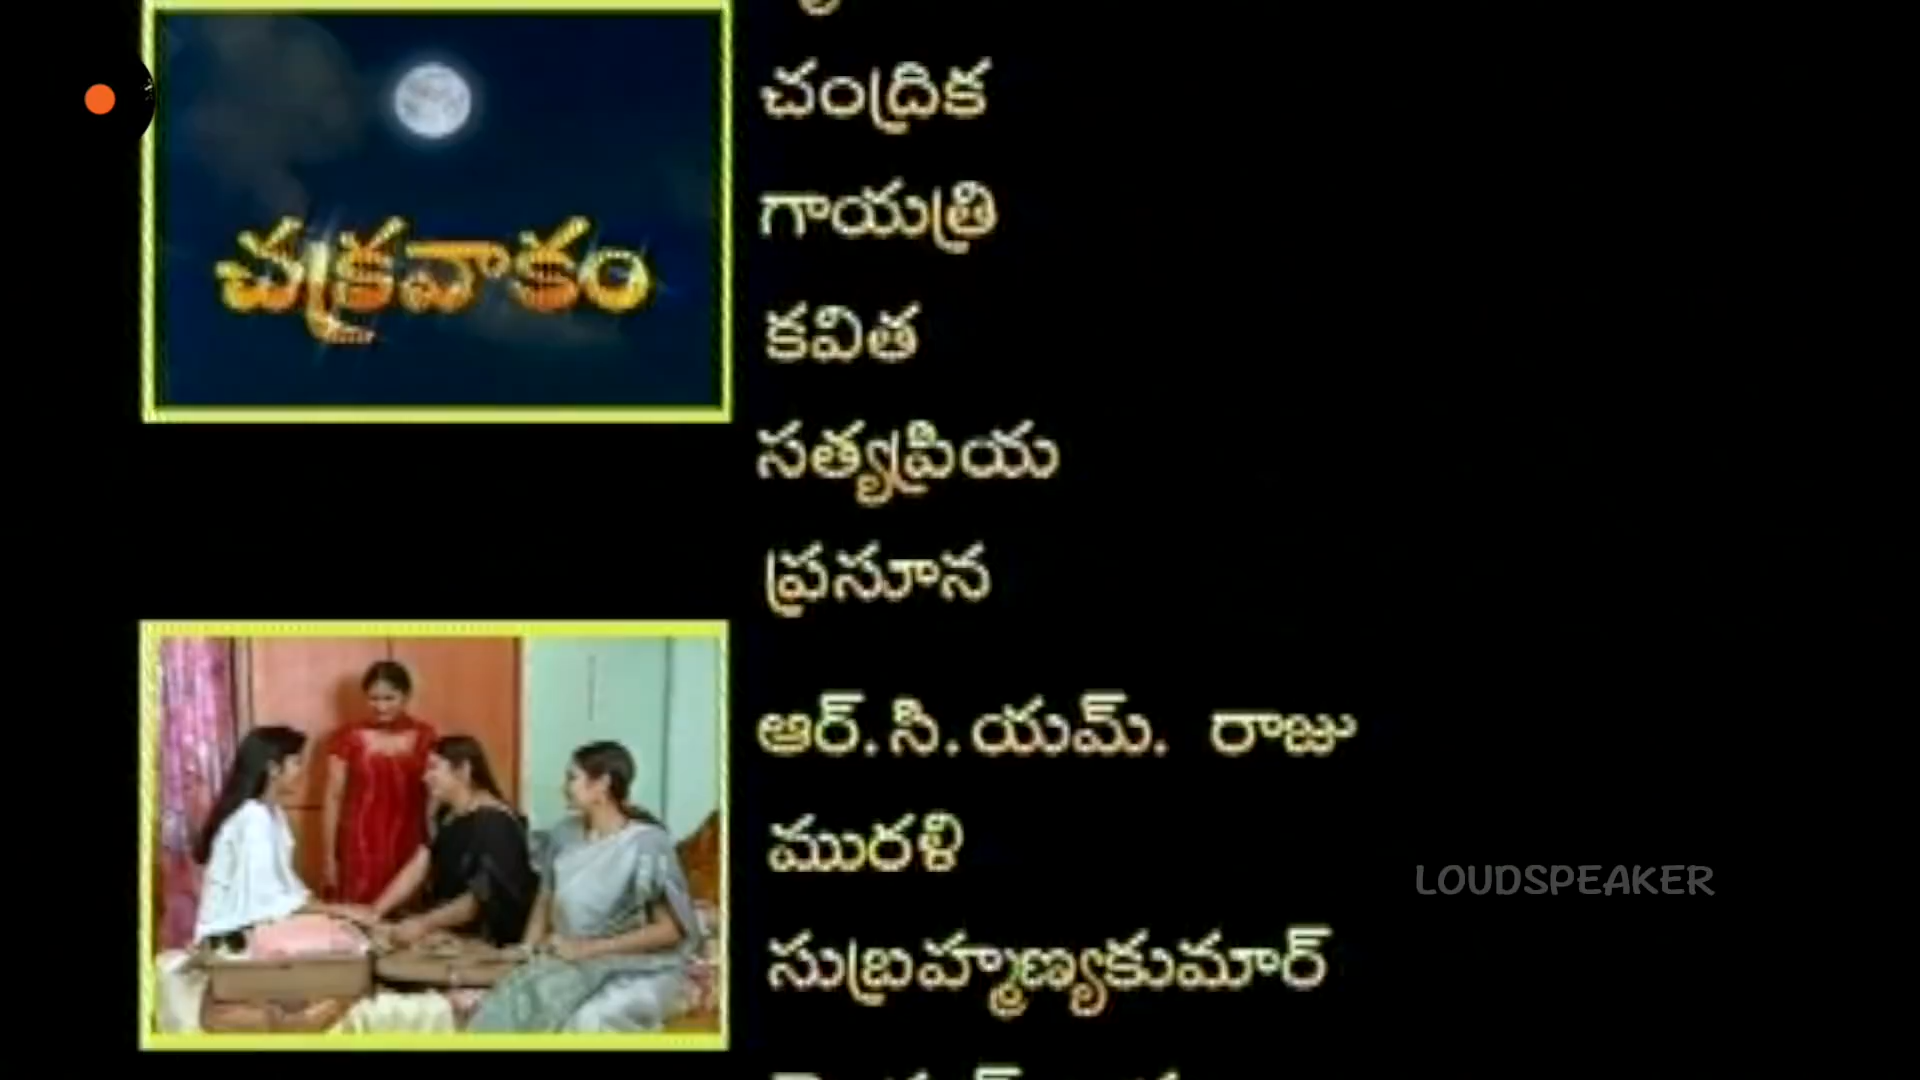 చక్రవాకం
చంద్రిక
గాయత్రి
కవిత
సత్యప్రియ
ప్రసూన
ఆర్.సి.యమ్. రాజు
మురళి
సుబ్రహ్మణ్యకుమార్
LOUDSPEAKER